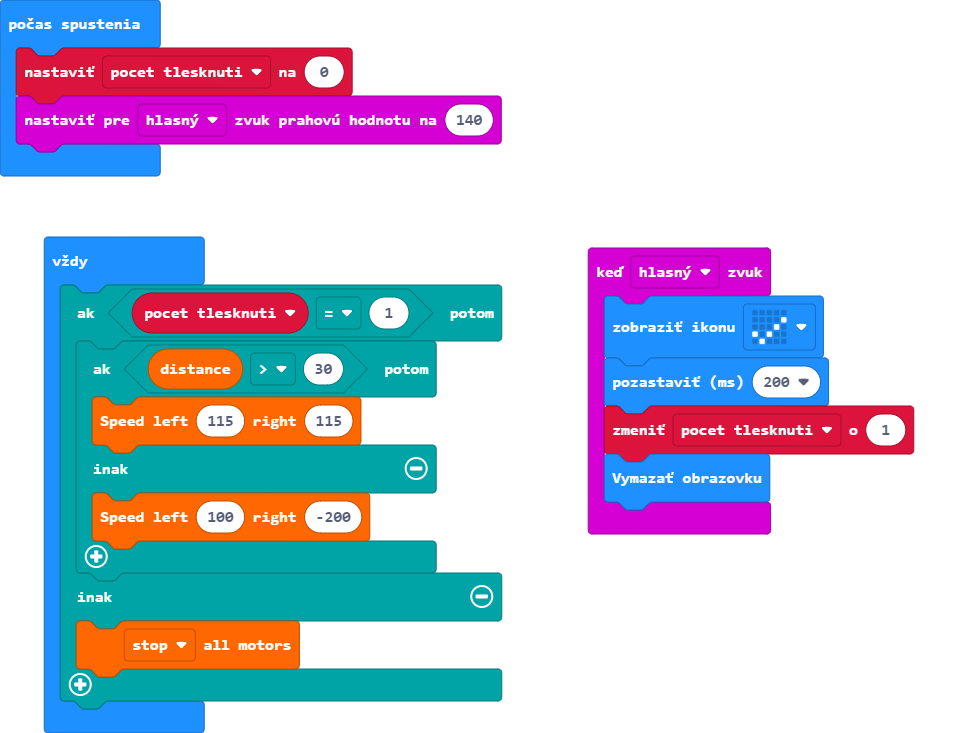 počas spustenia
nastaviť pocet tlesknuti na 0
nastaviť pre hlasný zvuk prahovú hodnotu na 140
vždy
ak pocet tlesknuti = 1 potom
ak distance > 30 potom
Speed left 115 right 115
inak
Speed left 100 right -200
inak
stop all motors
keď hlasný zvuk
zobraziť ikonu
pozastaviť (ms) 200
zmeniť pocet tlesknuti o 1
Vymazať obrazovku